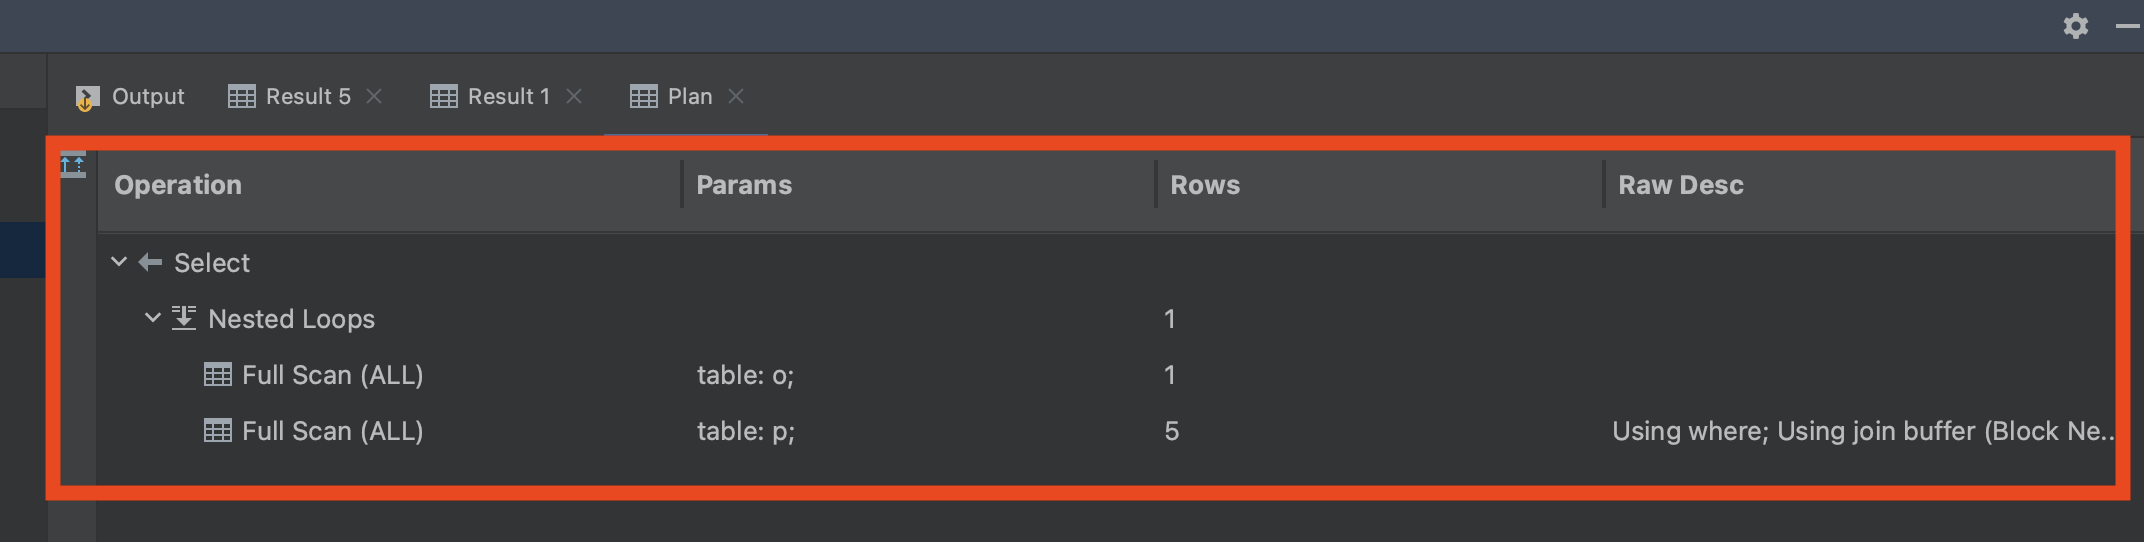 Output Result 5 Result 1 Plan
Operation Params Rows Raw Desc
Select
Nested Loops 1
Full Scan (ALL) table: o; 1
Full Scan (ALL) table: p; 5 Using where; Using join buffer (Block Ne..